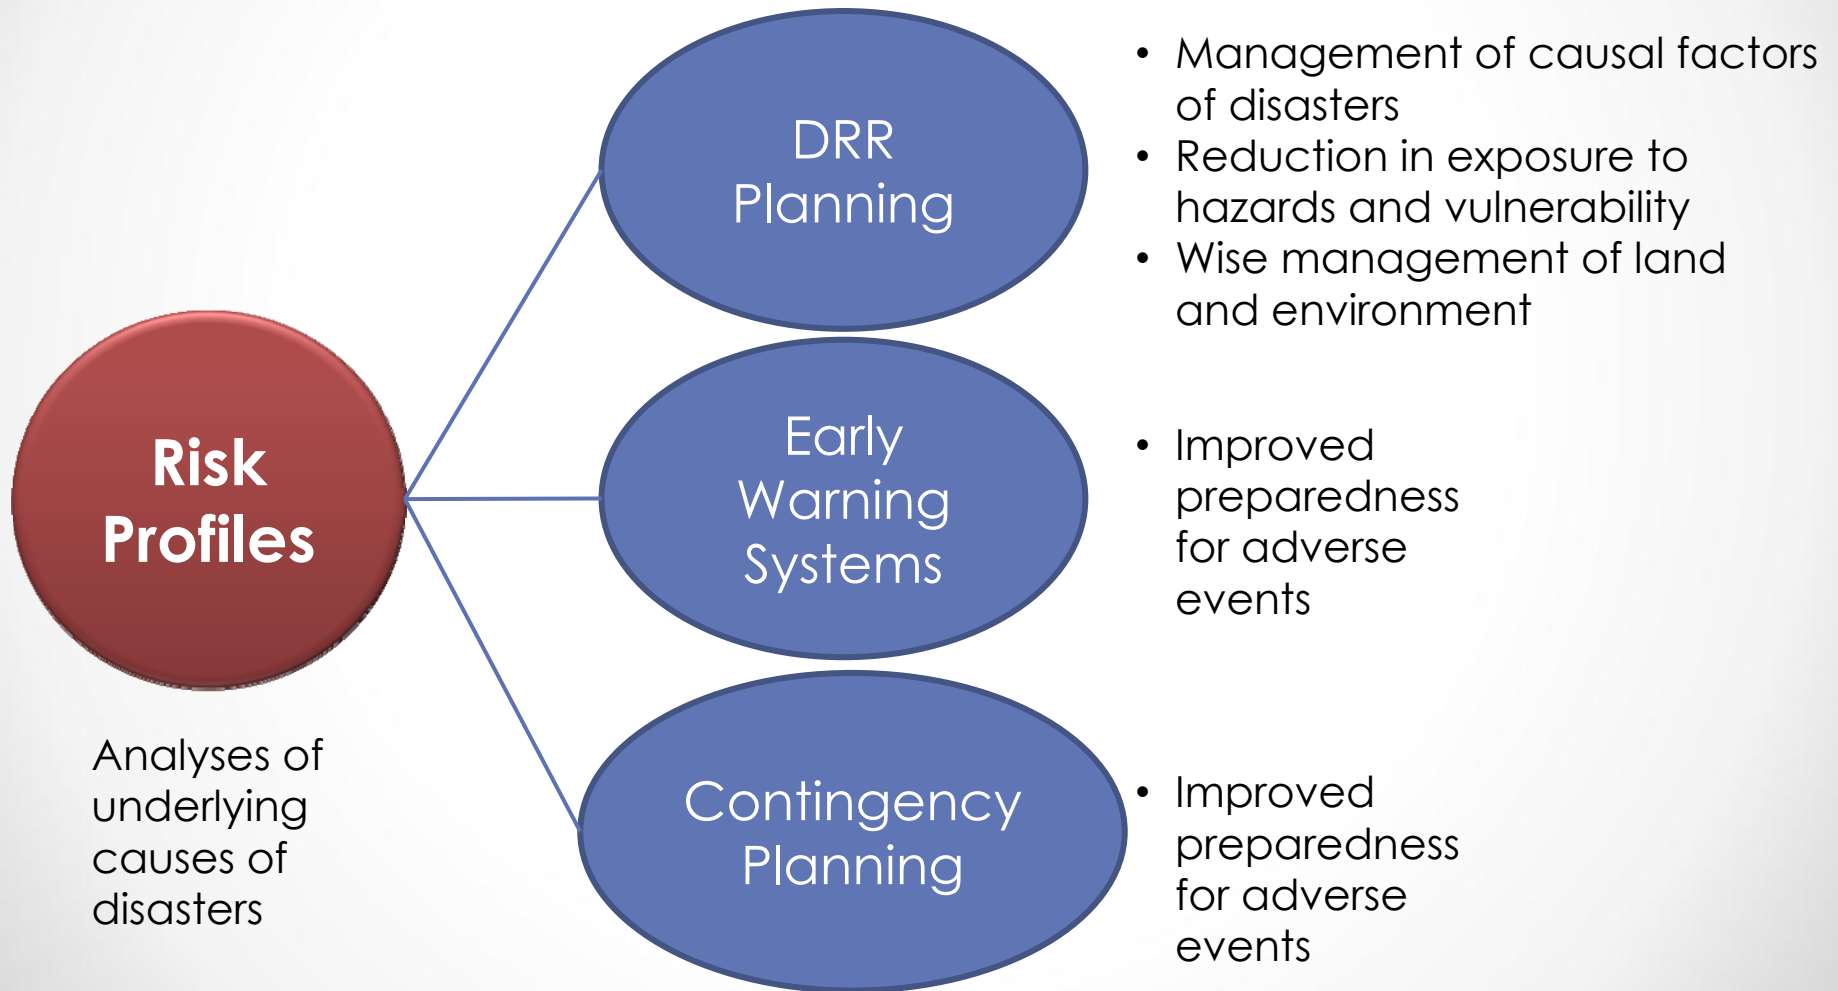 Risk
Profiles
Analyses of
underlying
causes of
disasters
DRR
Planning
• Management of causal factors
of disasters
• Reduction in exposure to
hazards and vulnerability
• Wise management of land
and environment
Early
Warning
Systems
• Improved
preparedness
for adverse
events
Contingency
Planning
• Improved
preparedness
for adverse
events